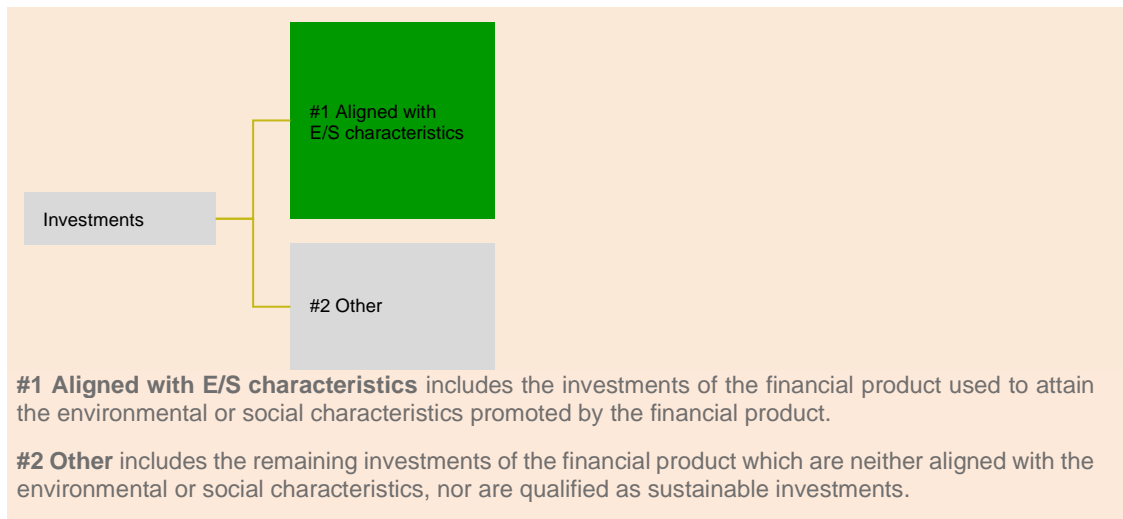 #1 Aligned with
E/S characteristics
Investments
#2 Other
#1 Aligned with E/S characteristics includes the investments of the financial product used to attain
the environmental or social characteristics promoted by the financial product.
#2 Other includes the remaining investments of the financial product which are neither aligned with the
environmental or social characteristics, nor are qualified as sustainable investments.